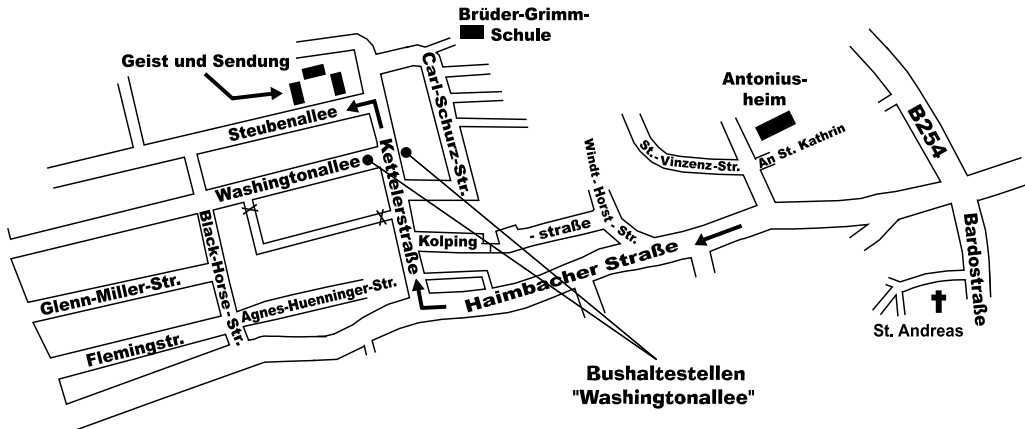 Brüder-Grimm-
Schule
Geist und Sendung
Carl-Schurz-Str.
Antonius-
heim
B254
Steubenallee
An St. Kathrin
St.-Vinzenz-Str.
Windt-Horst-Str.
Kettelerstraße
Washingtonallee
Black-Horse-Str.
Kolping
-straße
Bardostraße
Haimbacher Straße
Glenn-Miller-Str.
Agnes-Huenninger-Str.
Flemingstr.
St. Andreas
Bushaltestellen
"Washingtonallee"